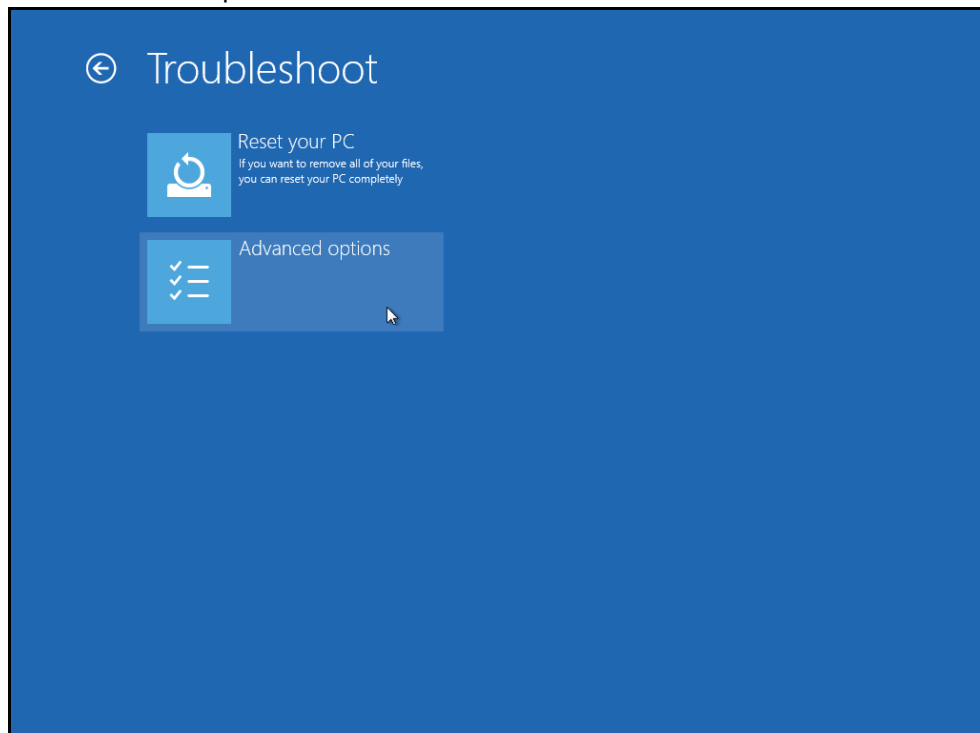 Troubleshoot
Reset your PC
If you want to remove all of your files,
you can reset your PC completely
Advanced options